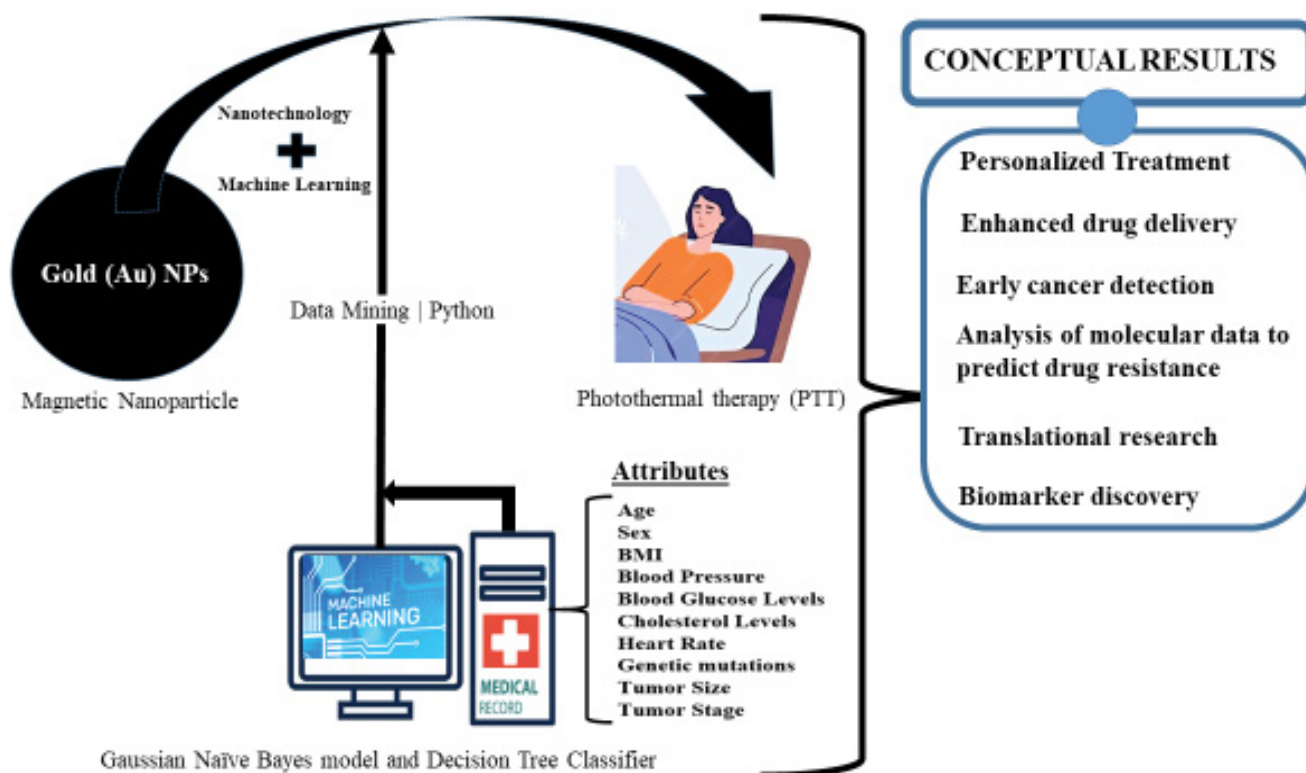 Nanotechnology
Machine Learning
Gold (Au) NPs
Magnetic Nanoparticle
Data Mining | Python
Photothermal therapy (PTT)
Attributes
Age
Sex
BMI
Blood Pressure
Blood Glucose Levels
Cholesterol Levels
Heart Rate
Genetic mutations
Tumor Size
Tumor Stage
MACHINE
LEARNING
MEDICAL
RECORD
Gaussian Naïve Bayes model and Decision Tree Classifier
CONCEPTUAL RESULTS
Personalized Treatment
Enhanced drug delivery
Early cancer detection
Analysis of molecular data to
predict drug resistance
Translational research
Biomarker discovery